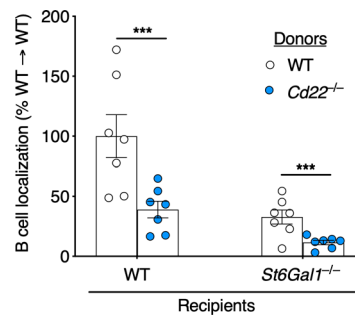 B cell localization (% WT → WT)
200
150
100
50
0
***
***
Donors
WT
Cd22–/–
WT
St6Gal1–/–
Recipients